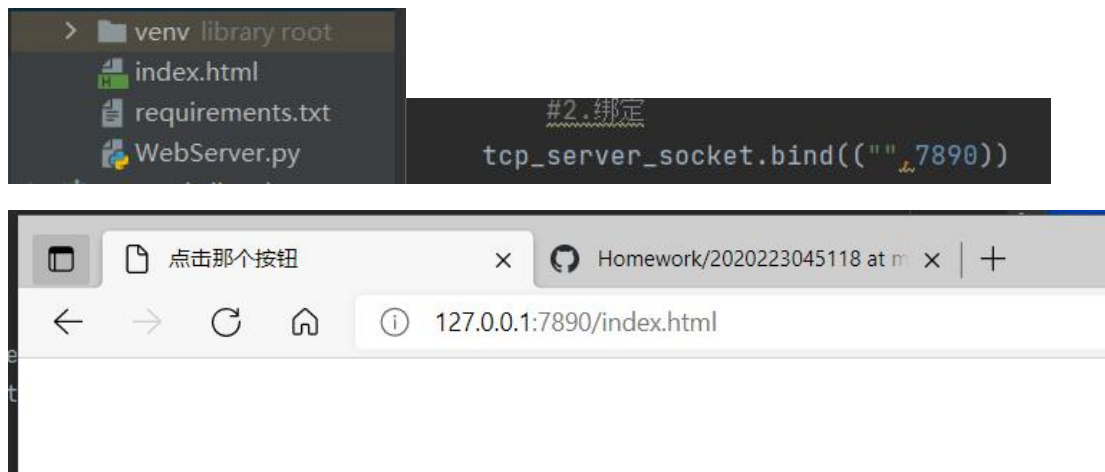 venv library root
index.html
requirements.txt
WebServer.py
#2.绑定
tcp_server_socket.bind(("",7890))
点击那个按钮
Homework/2020223045118 at m
127.0.0.1:7890/index.html